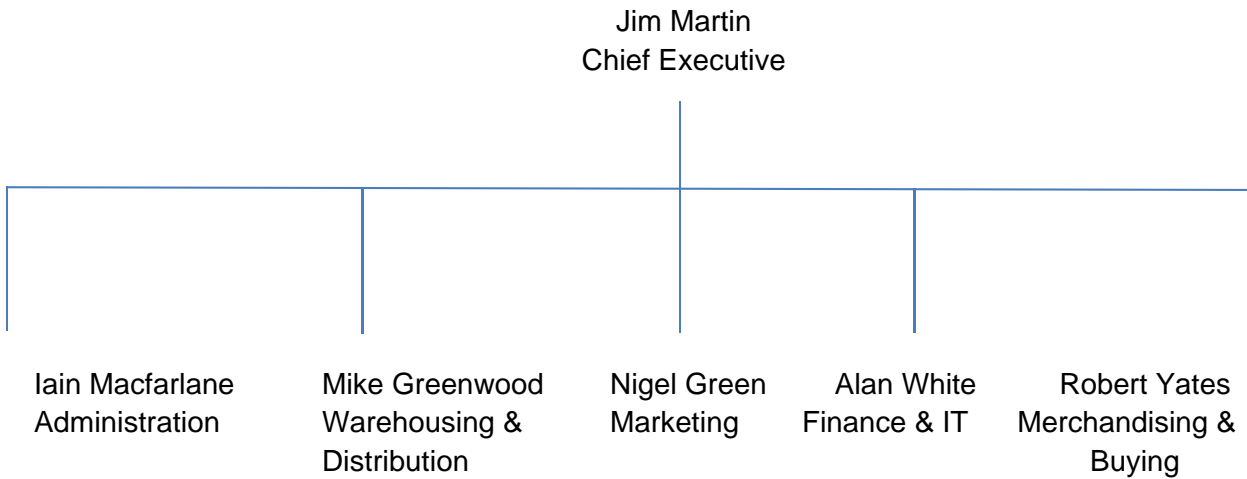 Jim Martin
Chief Executive
Iain Macfarlane
Administration
Mike Greenwood
Warehousing &
Distribution
Nigel Green
Marketing
Alan White
Finance & IT
Robert Yates
Merchandising &
Buying